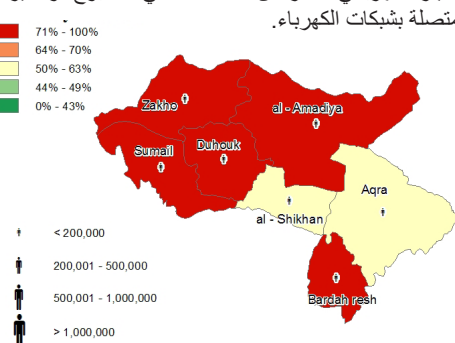 متصلة بشبكات الكهرباء.
71% - 100%
64% - 70%
50% - 63%
44% - 49%
0% - 43%
Zakho
al - Amadiya
Sumail
Duhouk
Aqra
al - Shikhan
Bardah resh
< 200,000
200,001 - 500,000
500,001 - 1,000,000
> 1,000,000